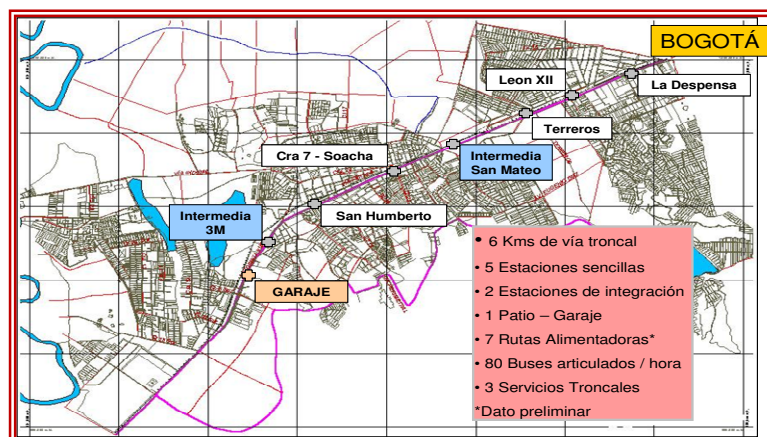 BOGOTÁ
Leon XII
La Despensa
Terreros
Cra 7 - Soacha
Intermedia
San Mateo
Intermedia
3M
San Humberto
GARAJE
• 6 Kms de vía troncal
• 5 Estaciones sencillas
• 2 Estaciones de integración
• 1 Patio – Garaje
• 7 Rutas Alimentadoras*
• 80 Buses articulados / hora
• 3 Servicios Troncales
*Dato preliminar